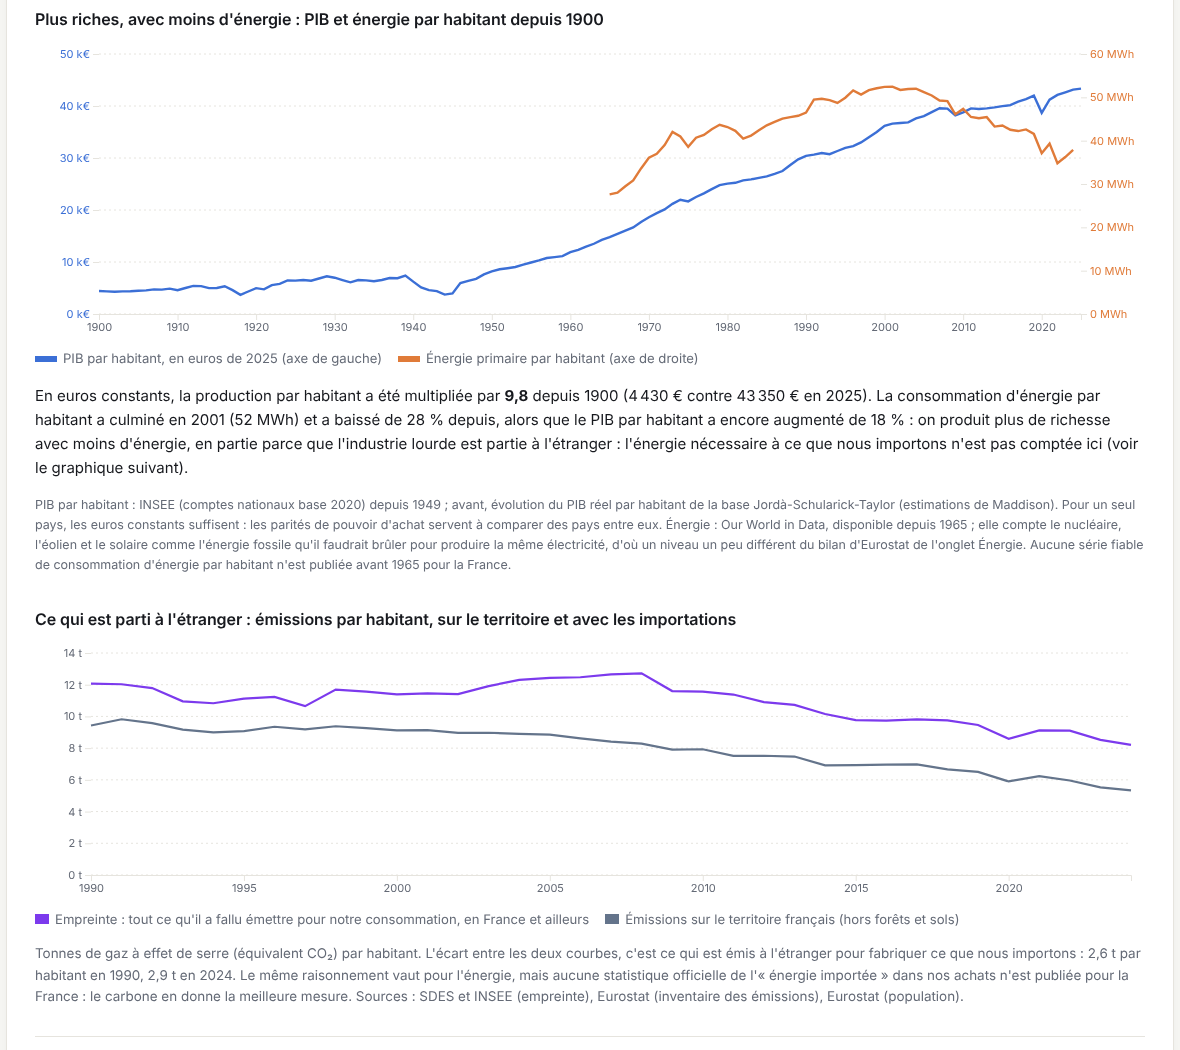 Plus riches, avec moins d'énergie : PIB et énergie par habitant depuis 1900
50 k€
60 MWh
50 MWh
40 k€
40 MWh
30 k€
30 MWh
20 k€
20 MWh
10 k€
10 MWh
0 k€
0 MWh
1900 1910 1920 1930 1940 1950 1960 1970 1980 1990 2000 2010 2020
PIB par habitant, en euros de 2025 (axe de gauche) Énergie primaire par habitant (axe de droite)
En euros constants, la production par habitant a été multipliée par 9,8 depuis 1900 (4 430 € contre 43 350 € en 2025). La consommation d'énergie par
habitant a culminé en 2001 (52 MWh) et a baissé de 28 % depuis, alors que le PIB par habitant a encore augmenté de 18 % : on produit plus de richesse
avec moins d'énergie, en partie parce que l'industrie lourde est partie à l'étranger : l'énergie nécessaire à ce que nous importons n'est pas comptée ici (voir
le graphique suivant).
PIB par habitant : INSEE (comptes nationaux base 2020) depuis 1949 ; avant, évolution du PIB réel par habitant de la base Jordà-Schularick-Taylor (estimations de Maddison). Pour un seul
pays, les euros constants suffisent : les parités de pouvoir d'achat servent à comparer des pays entre eux. Énergie : Our World in Data, disponible depuis 1965 ; elle compte le nucléaire,
l'éolien et le solaire comme l'énergie fossile qu'il faudrait brûler pour produire la même électricité, d'où un niveau un peu différent du bilan d'Eurostat de l'onglet Énergie. Aucune série fiable
de consommation d'énergie par habitant n'est publiée avant 1965 pour la France.
Ce qui est parti à l'étranger : émissions par habitant, sur le territoire et avec les importations
14 t
12 t
10 t
8 t
6 t
4 t
2 t
0 t
1990 1995 2000 2005 2010 2015 2020
Empreinte : tout ce qu'il a fallu émettre pour notre consommation, en France et ailleurs Émissions sur le territoire français (hors forêts et sols)
Tonnes de gaz à effet de serre (équivalent CO₂) par habitant. L'écart entre les deux courbes, c'est ce qui est émis à l'étranger pour fabriquer ce que nous importons : 2,6 t par
habitant en 1990, 2,9 t en 2024. Le même raisonnement vaut pour l'énergie, mais aucune statistique officielle de l'« énergie importée » dans nos achats n'est publiée pour la
France : le carbone en donne la meilleure mesure. Sources : SDES et INSEE (empreinte), Eurostat (inventaire des émissions), Eurostat (population).